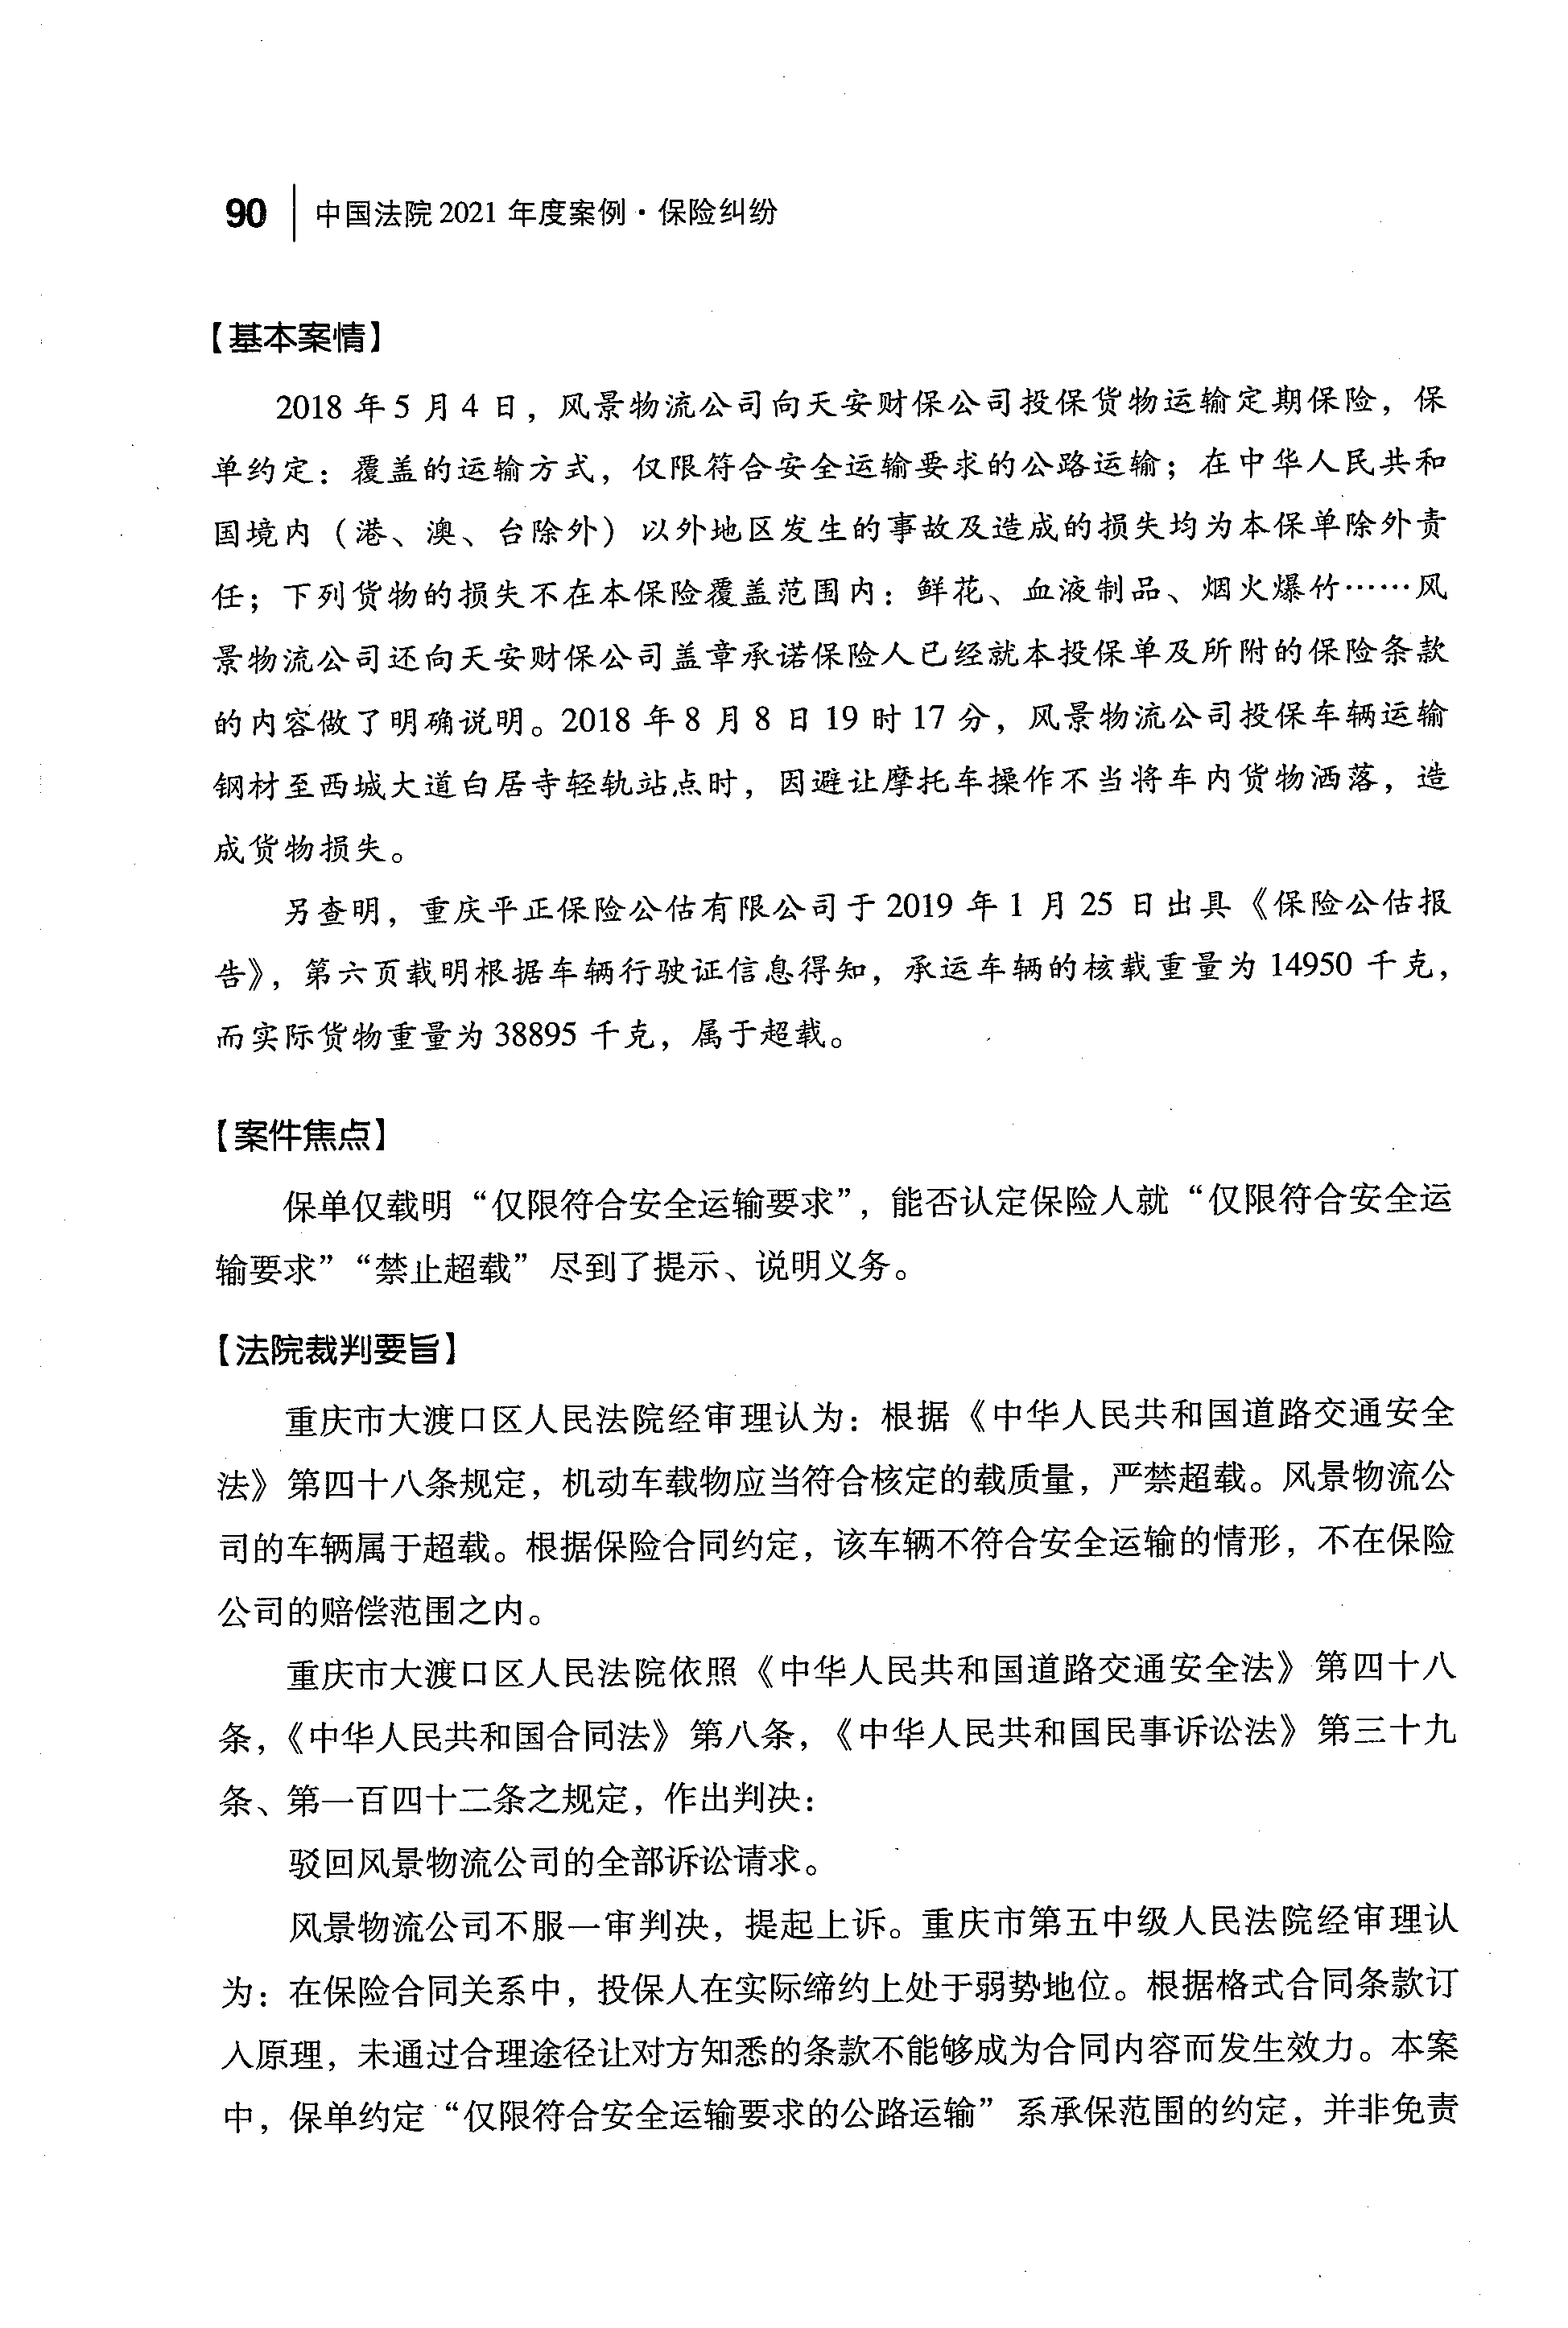 90 中国法院2021年度案例·保险纠纷
【基本案情】
2018年5月4日，风景物流公司向天安财保公司投保货物运输定期保险，保
单约定：覆盖的运输方式，仅限符合安全运输要求的公路运输；在中华人民共和
国境内（港、澳、台除外）以外地区发生的事故及造成的损失均为本保单除外责
任；下列货物的损失不在本保险覆盖范围内：鲜花、血液制品、烟火爆竹……风
景物流公司还向天安财保公司盖章承诺保险人已经就本投保单及所附的保险条款
的内容做了明确说明。2018年8月8日19时17分，风景物流公司投保车辆运输
钢材至西城大道白居寺轻轨站点时，因避让摩托车操作不当将车内货物洒落，造
成货物损失。
另查明，重庆平正保险公估有限公司于2019年1月25日出具《保险公估报
告》，第六页载明根据车辆行驶证信息得知，承运车辆的核载重量为14950千克，
而实际货物重量为38895千克，属于超载。
【案件焦点】
保单仅载明“仅限符合安全运输要求”，能否认定保险人就“仅限符合安全运
输要求”“禁止超载”尽到了提示、说明义务。
【法院裁判要旨】
重庆市大渡口区人民法院经审理认为：根据《中华人民共和国道路交通安全
法》第四十八条规定，机动车载物应当符合核定的载质量，严禁超载。风景物流公
司的车辆属于超载。根据保险合同约定，该车辆不符合安全运输的情形，不在保险
公司的赔偿范围之内。
重庆市大渡口区人民法院依照《中华人民共和国道路交通安全法》第四十八
条，《中华人民共和国合同法》第八条，《中华人民共和国民事诉讼法》第三十九
条、第一百四十二条之规定，作出判决：
驳回风景物流公司的全部诉讼请求。
风景物流公司不服一审判决，提起上诉。重庆市第五中级人民法院经审理认
为：在保险合同关系中，投保人在实际缔约上处于弱势地位。根据格式合同条款订
入原理，未通过合理途径让对方知悉的条款不能够成为合同内容而发生效力。本案
中，保单约定“仅限符合安全运输要求的公路运输”系承保范围的约定，并非免责